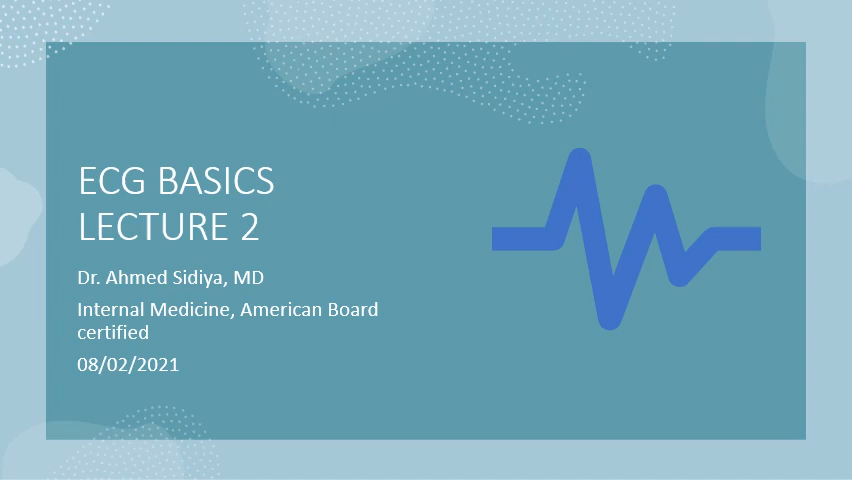 ECG BASICS
LECTURE 2
Dr. Ahmed Sidiya, MD
Internal Medicine, American Board
certified
08/02/2021